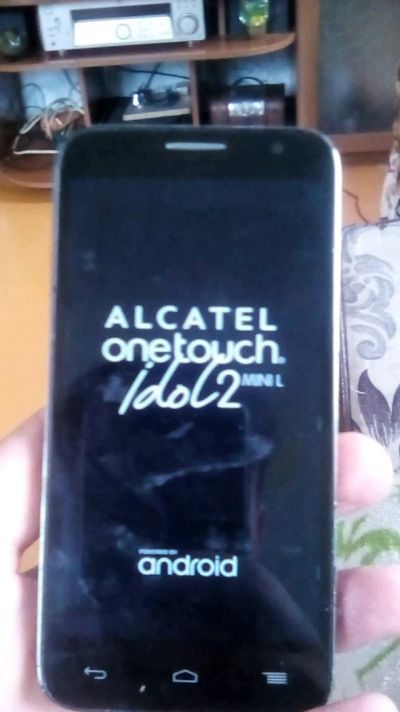 ALCATEL
onetouch.
idol2 MINI L
POWERED BY
android